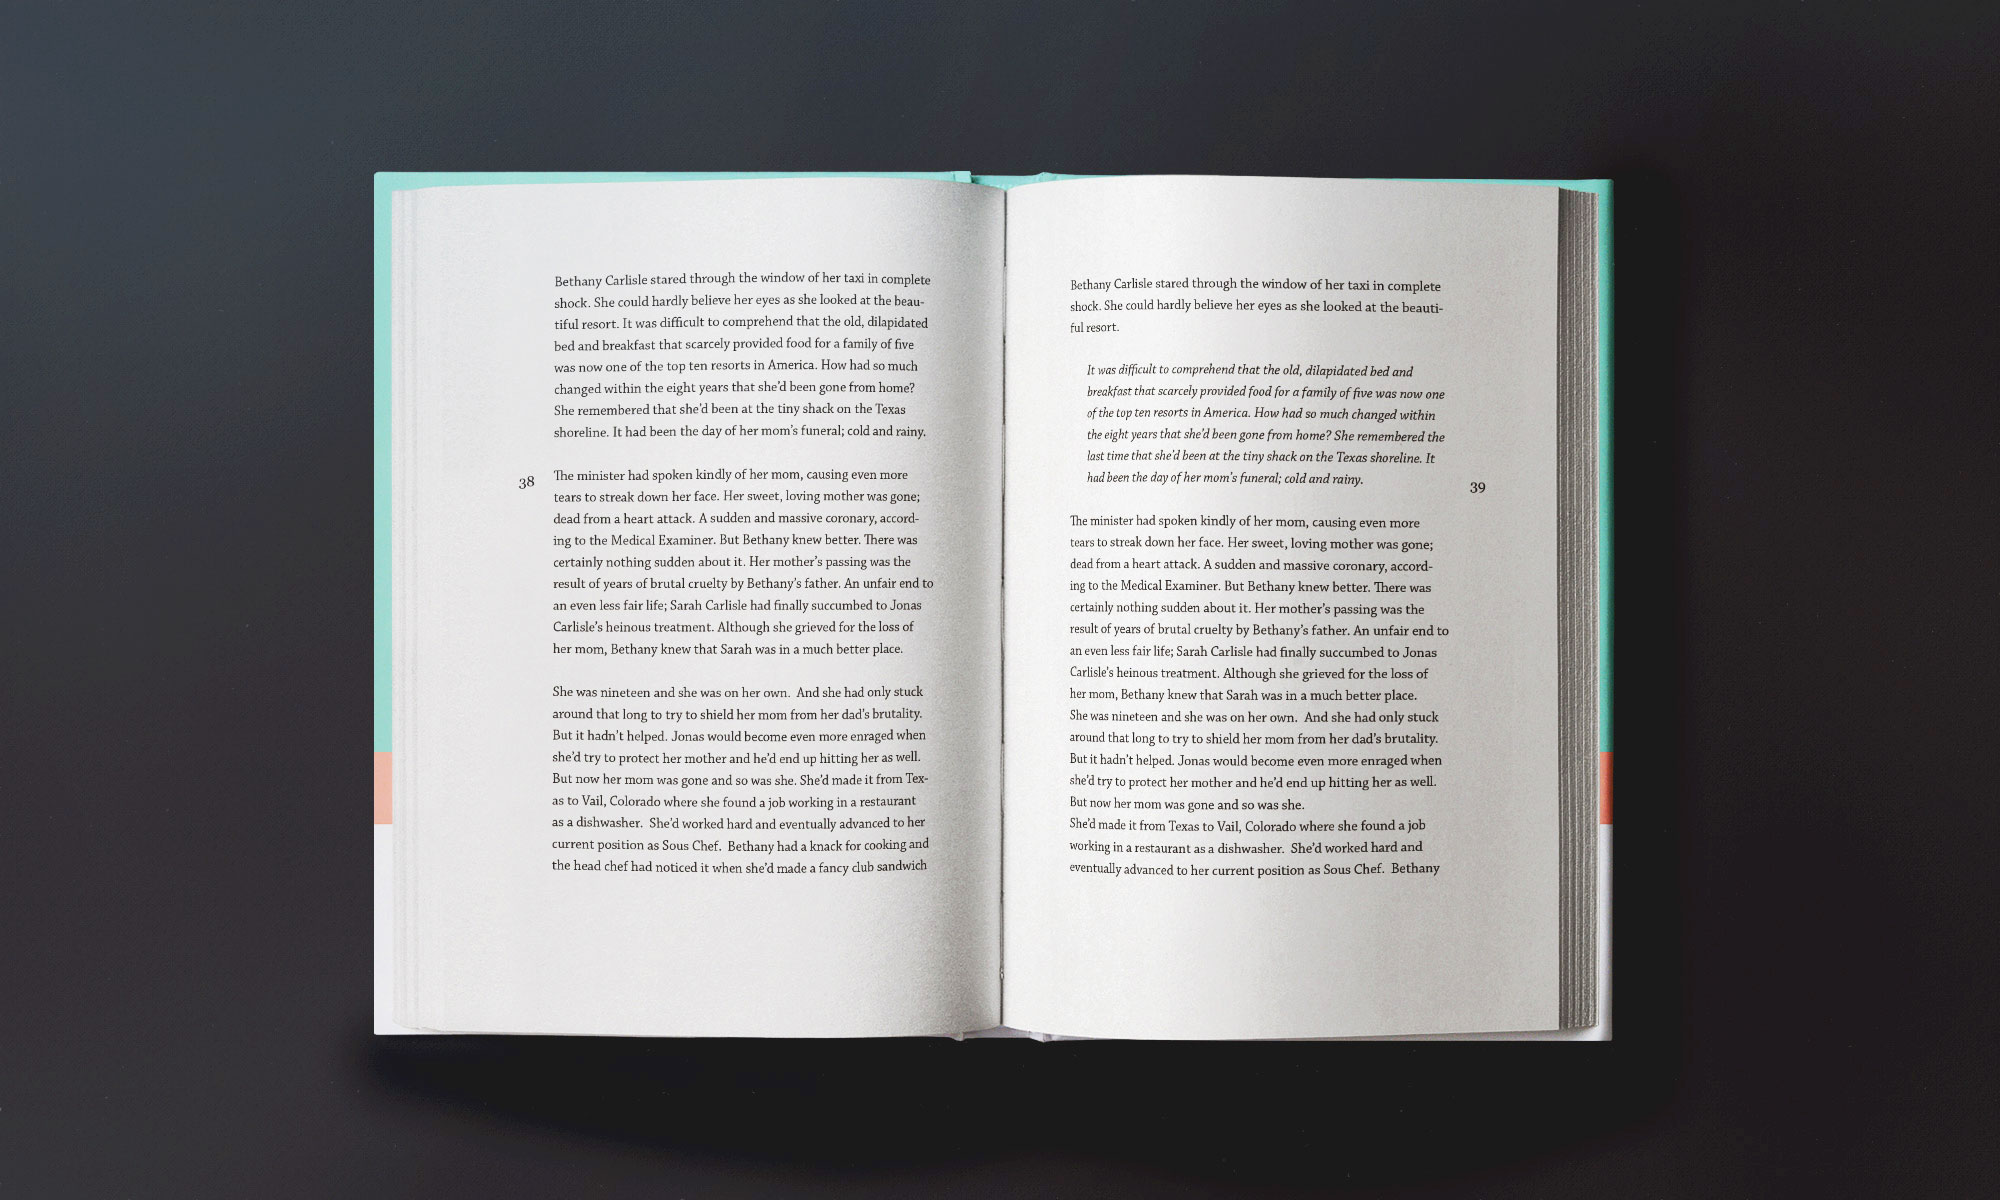 Bethany Carlisle stared through the window of her taxi in complete
shock. She could hardly believe her eyes as she looked at the beau-
tiful resort. It was difficult to comprehend that the old, dilapidated
bed and breakfast that scarcely provided food for a family of five
was now one of the top ten resorts in America. How had so much
changed within the eight years that she’d been gone from home?
She remembered that she’d been at the tiny shack on the Texas
shoreline. It had been the day of her mom’s funeral; cold and rainy.
38
The minister had spoken kindly of her mom, causing even more
tears to streak down her face. Her sweet, loving mother was gone;
dead from a heart attack. A sudden and massive coronary, accord-
ing to the Medical Examiner. But Bethany knew better. There was
certainly nothing sudden about it. Her mother’s passing was the
result of years of brutal cruelty by Bethany’s father. An unfair end to
an even less fair life; Sarah Carlisle had finally succumbed to Jonas
Carlisle’s heinous treatment. Although she grieved for the loss of
her mom, Bethany knew that Sarah was in a much better place.
She was nineteen and she was on her own.  And she had only stuck
around that long to try to shield her mom from her dad’s brutality.
But it hadn’t helped. Jonas would become even more enraged when
she’d try to protect her mother and he’d end up hitting her as well.
But now her mom was gone and so was she. She’d made it from Tex-
as to Vail, Colorado where she found a job working in a restaurant
as a dishwasher.  She’d worked hard and eventually advanced to her
current position as Sous Chef.  Bethany had a knack for cooking and
the head chef had noticed it when she’d made a fancy club sandwich
Bethany Carlisle stared through the window of her taxi in complete
shock. She could hardly believe her eyes as she looked at the beauti-
ful resort.
It was difficult to comprehend that the old, dilapidated bed and
breakfast that scarcely provided food for a family of five was now one
of the top ten resorts in America. How had so much changed within
the eight years that she’d been gone from home? She remembered the
last time that she’d been at the tiny shack on the Texas shoreline. It
had been the day of her mom’s funeral; cold and rainy.
39
The minister had spoken kindly of her mom, causing even more
tears to streak down her face. Her sweet, loving mother was gone;
dead from a heart attack. A sudden and massive coronary, accord-
ing to the Medical Examiner. But Bethany knew better. There was
certainly nothing sudden about it. Her mother’s passing was the
result of years of brutal cruelty by Bethany’s father. An unfair end to
an even less fair life; Sarah Carlisle had finally succumbed to Jonas
Carlisle’s heinous treatment. Although she grieved for the loss of
her mom, Bethany knew that Sarah was in a much better place.
She was nineteen and she was on her own.  And she had only stuck
around that long to try to shield her mom from her dad’s brutality.
But it hadn’t helped. Jonas would become even more enraged when
she’d try to protect her mother and he’d end up hitting her as well.
But now her mom was gone and so was she.
She’d made it from Texas to Vail, Colorado where she found a job
working in a restaurant as a dishwasher.  She’d worked hard and
eventually advanced to her current position as Sous Chef.  Bethany